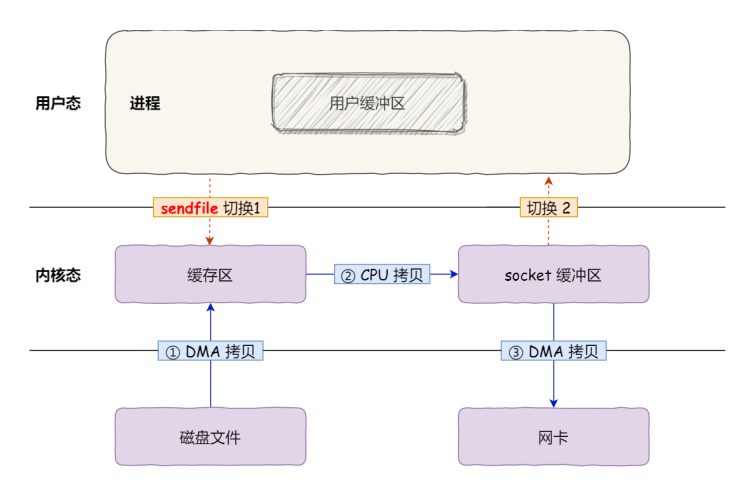 用户态
进程
用户缓冲区
sendfile 切换1
切换 2
内核态
缓存区
② CPU 拷贝
socket 缓冲区
① DMA 拷贝
③ DMA 拷贝
磁盘文件
网卡